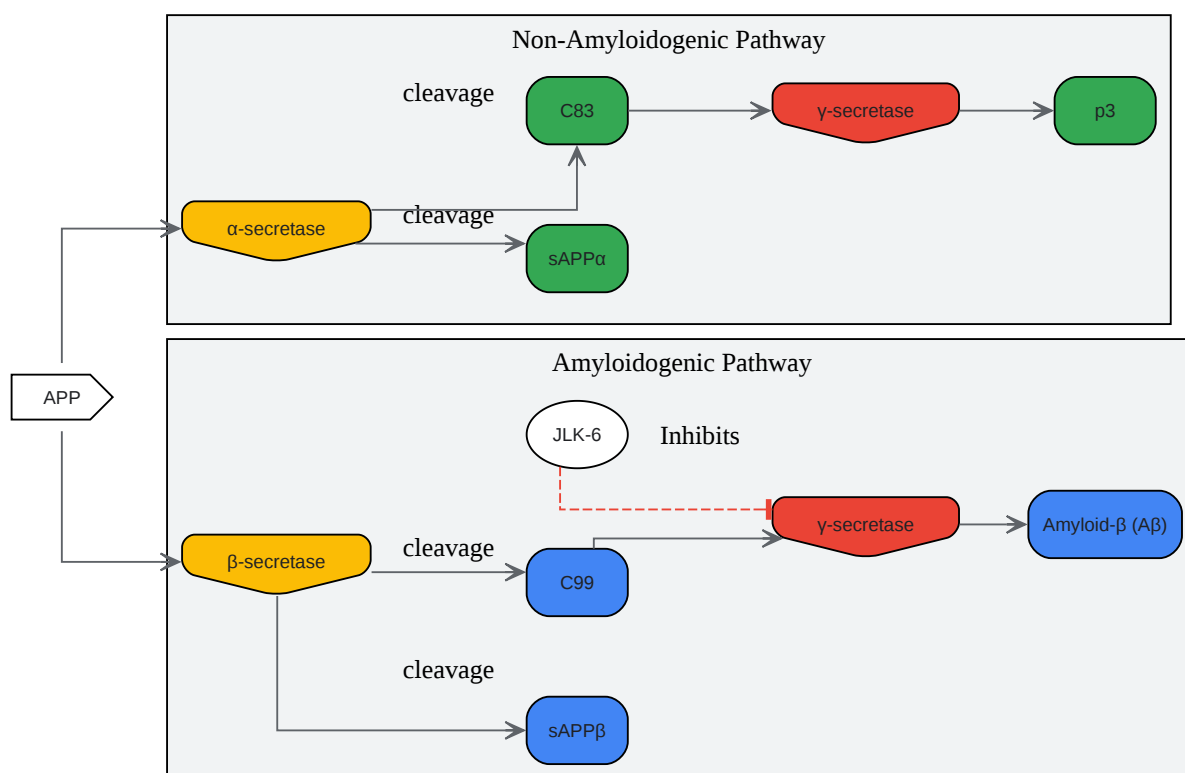 Non-Amyloidogenic Pathway
cleavage
C83
γ-secretase
p3
cleavage
α-secretase
sAPPα
APP
Amyloidogenic Pathway
JLK-6
Inhibits
γ-secretase
Amyloid-β (Aβ)
β-secretase
cleavage
C99
cleavage
sAPPβ